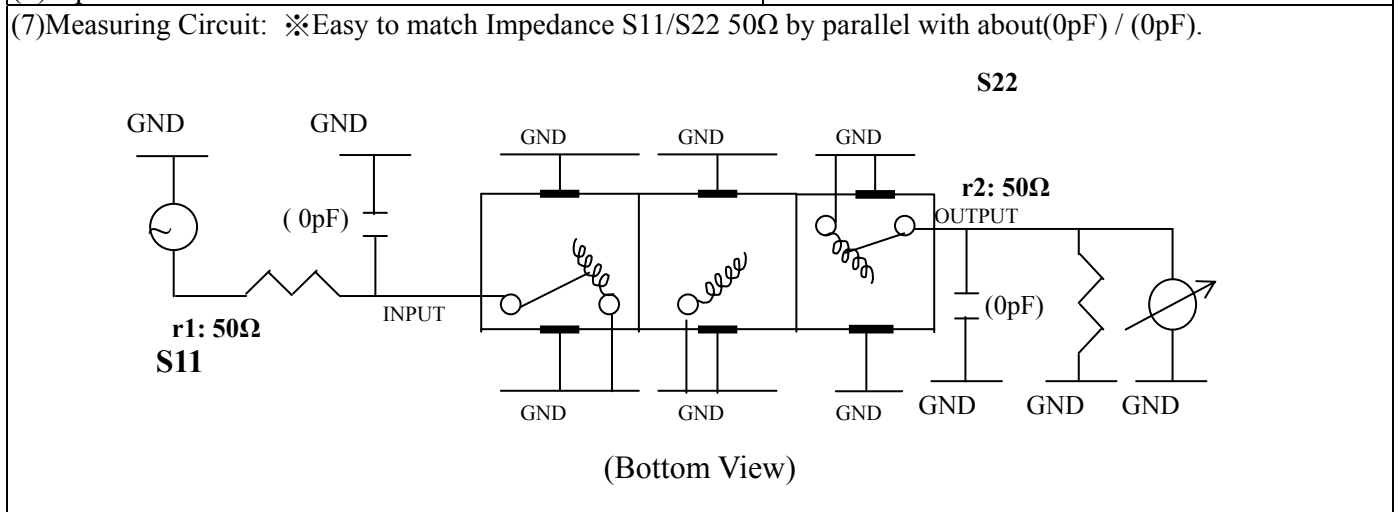 (7)Measuring Circuit: ※Easy to match Impedance S11/S22 50Ω by parallel with about(0pF) / (0pF).
S22
GND GND GND GND GND
r2: 50Ω
( 0pF) OUTPUT
INPUT (0pF)
r1: 50Ω
S11
GND GND GND GND GND GND
(Bottom View)